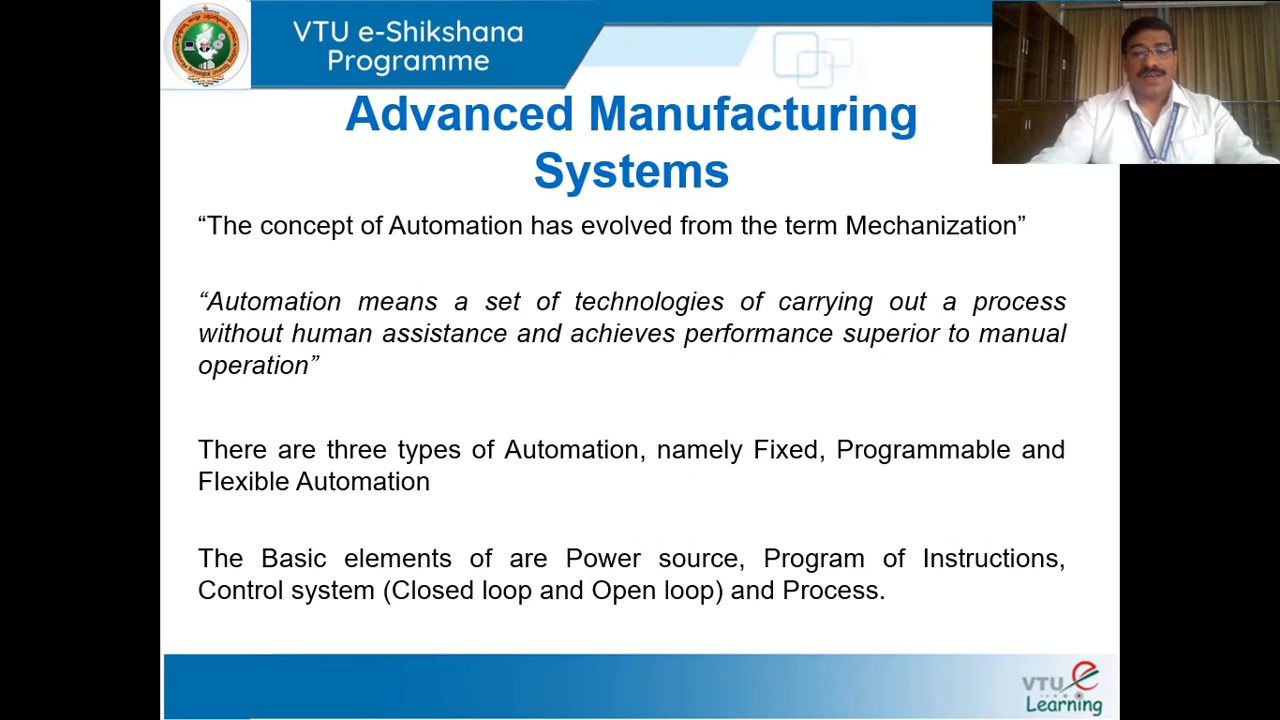 VTU e-Shikshana
Programme
Advanced Manufacturing
Systems
“The concept of Automation has evolved from the term Mechanization”
“Automation means a set of technologies of carrying out a process
without human assistance and achieves performance superior to manual
operation”
There are three types of Automation, namely Fixed, Programmable and
Flexible Automation
The Basic elements of are Power source, Program of Instructions,
Control system (Closed loop and Open loop) and Process.
VTU e
Learning